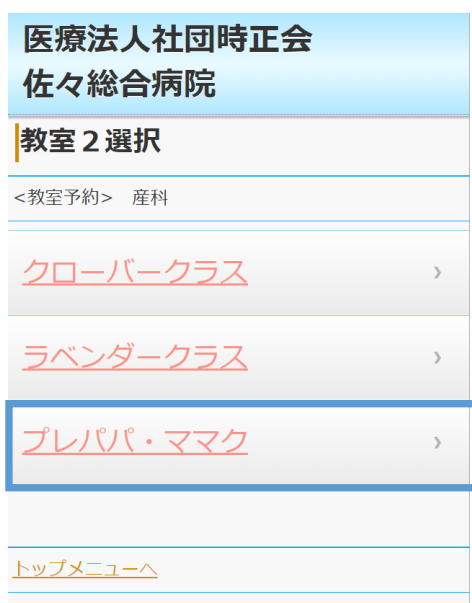 医療法人社団時正会
佐々総合病院
教室２選択
<教室予約>　産科
クローバークラス
ラベンダークラス
プレパパ・ママク
トップメニューへ